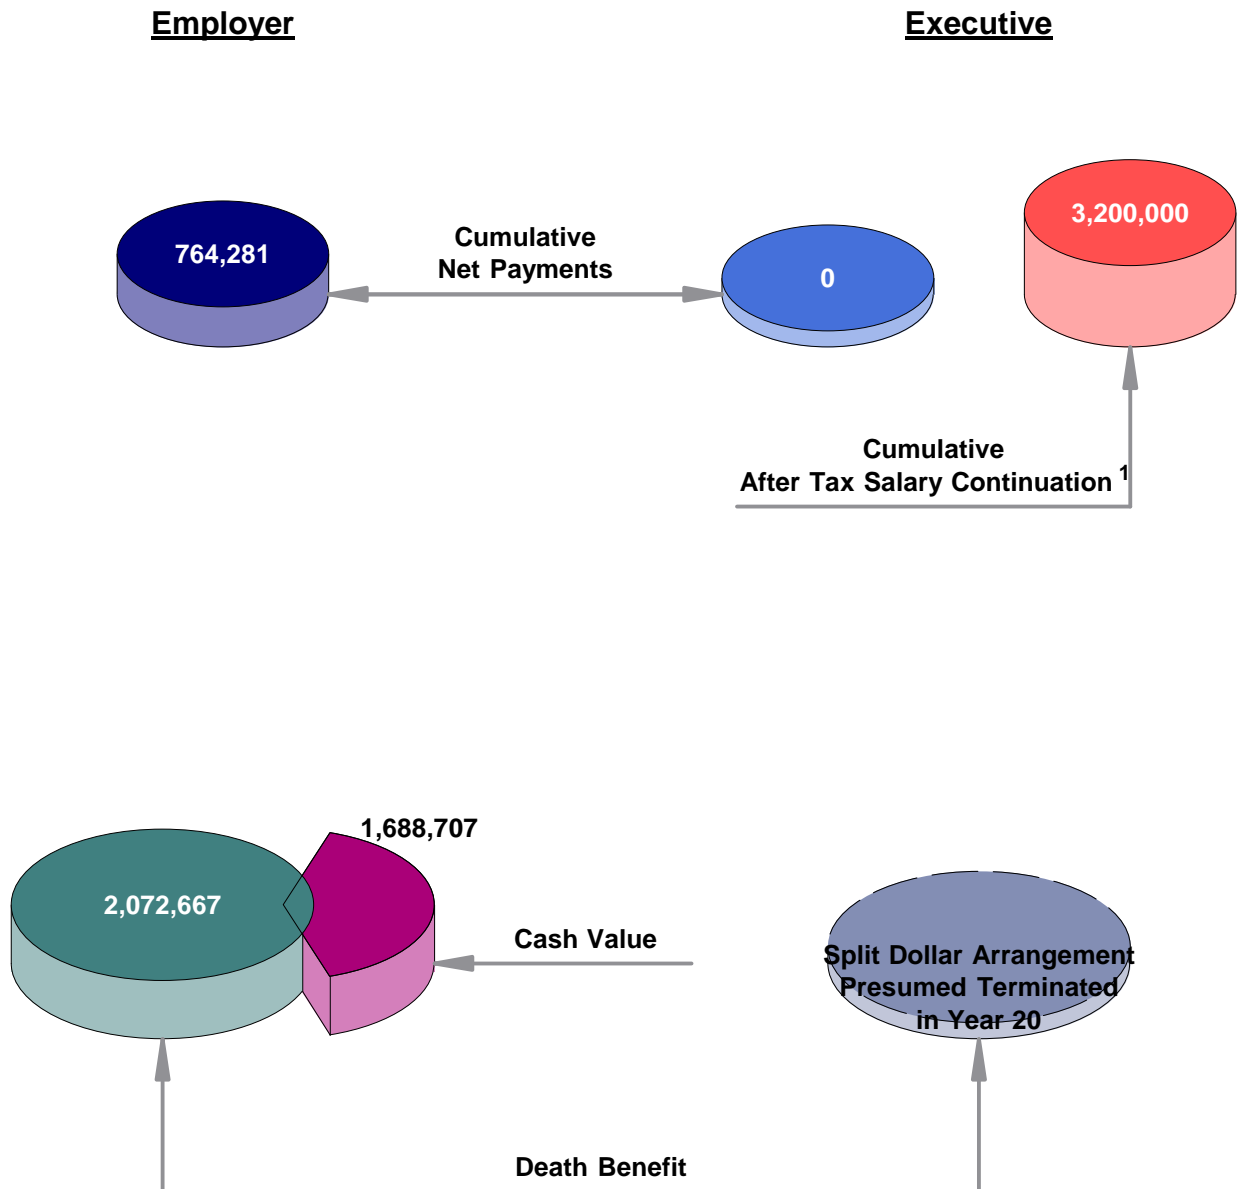 Employer
Executive
764,281
Cumulative
Net Payments
0
3,200,000
Cumulative
After Tax Salary Continuation 1
1,688,707
2,072,667
Cash Value
Split Dollar Arrangement
Presumed Terminated
in Year 20
Death Benefit